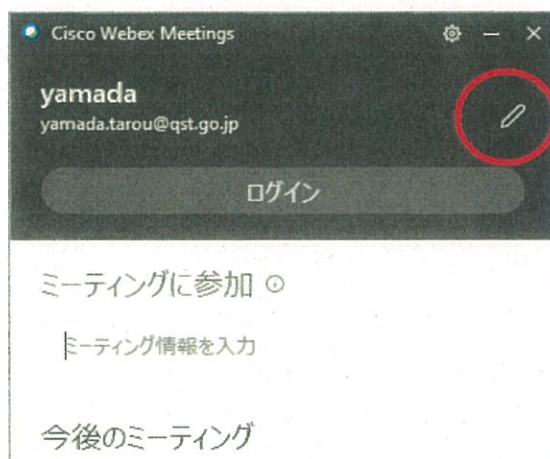 Cisco Webex Meetings
yamada
yamada.tarou@qst.go.jp
ログイン
ミーティングに参加
ミーティング情報を入力
今後のミーティング